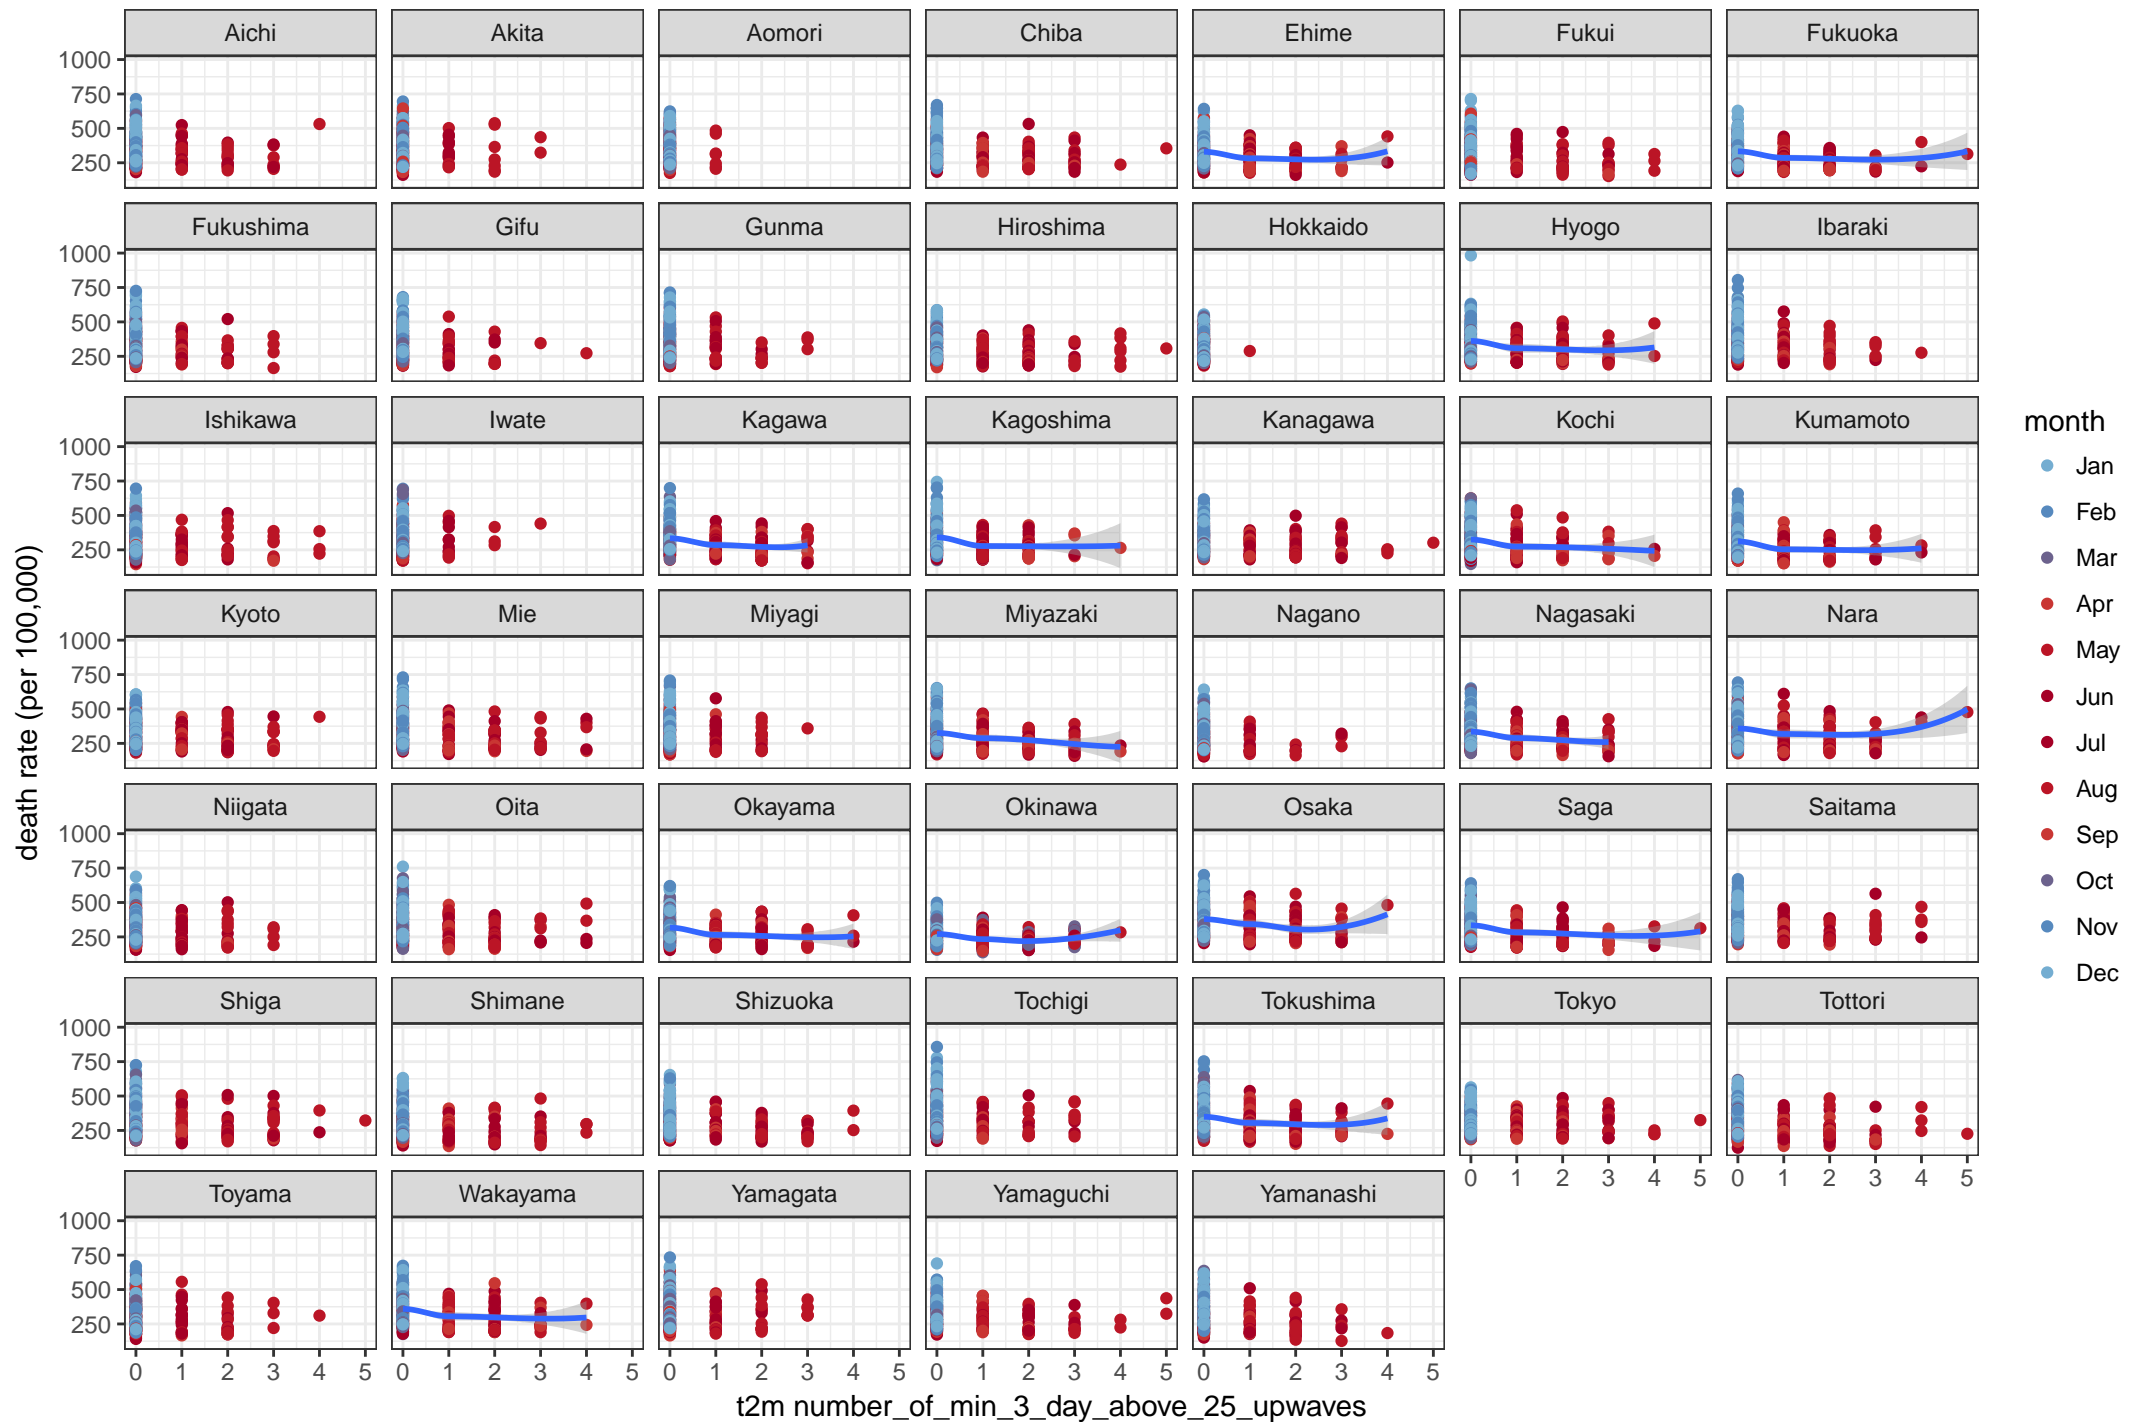 Aichi Akita Aomori Chiba Ehime Fukui Fukuoka
1000
750
500
250
Fukushima Gifu Gunma Hiroshima Hokkaido Hyogo Ibaraki
1000
750
500
250
Ishikawa Iwate Kagawa Kagoshima Kanagawa Kochi Kumamoto
1000
750
500
250
Kyoto Mie Miyagi Miyazaki Nagano Nagasaki Nara
1000
750
500
250
Niigata Oita Okayama Okinawa Osaka Saga Saitama
1000
750
500
250
Shiga Shimane Shizuoka Tochigi Tokushima Tokyo Tottori
1000
750
500
250
0 1 2 3 4 5 0 1 2 3 4 5
Toyama Wakayama Yamagata Yamaguchi Yamanashi
1000
750
500
250
0 1 2 3 4 5 0 1 2 3 4 5 0 1 2 3 4 5 0 1 2 3 4 5 0 1 2 3 4 5
t2m number_of_min_3_day_above_25_upwaves
death rate (per 100,000)
month
Jan
Feb
Mar
Apr
May
Jun
Jul
Aug
Sep
Oct
Nov
Dec